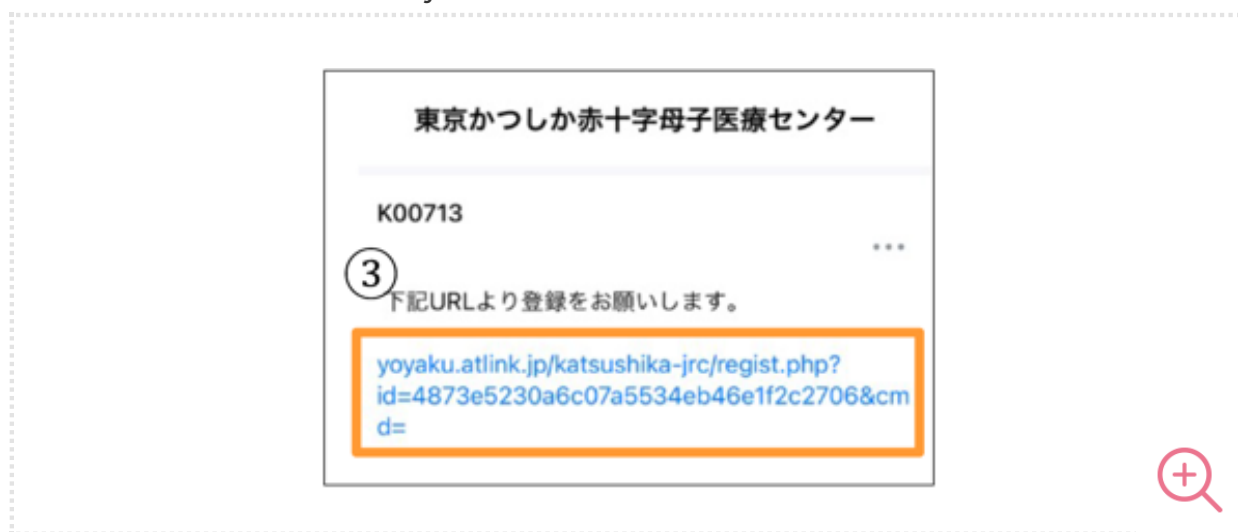 東京かつしか赤十字母子医療センター
K00713
...
③
下記URLより登録をお願いします。
yoyaku.atlink.jp/katsushika-jrc/regist.php?
id=4873e5230a6c07a5534eb46e1f2c2706&cm
d=